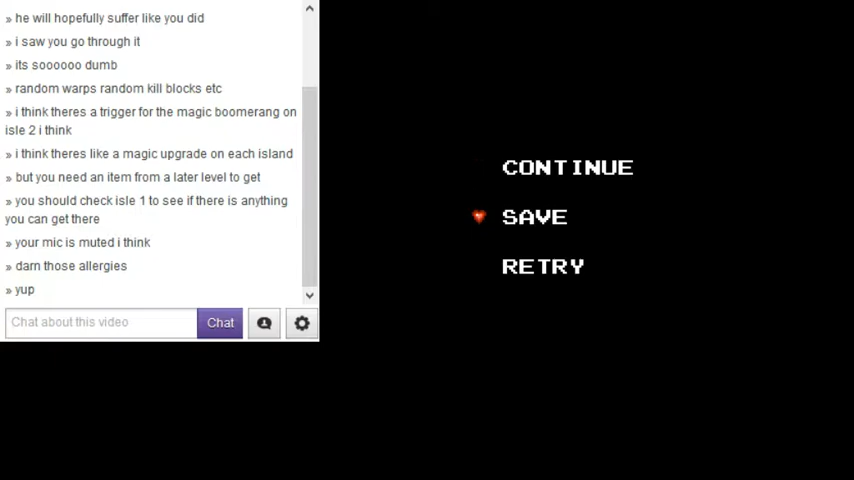 » he will hopefully suffer like you did
» i saw you go through it
» its soooooo dumb
» random warps random kill blocks etc
» i think theres a trigger for the magic boomerang on
isle 2 i think
» i think theres like a magic upgrade on each island
» but you need an item from a later level to get
» you should check isle 1 to see if there is anything
you can get there
» your mic is muted i think
» darn those allergies
» yup
Chat about this video
Chat
CONTINUE
SAVE
RETRY